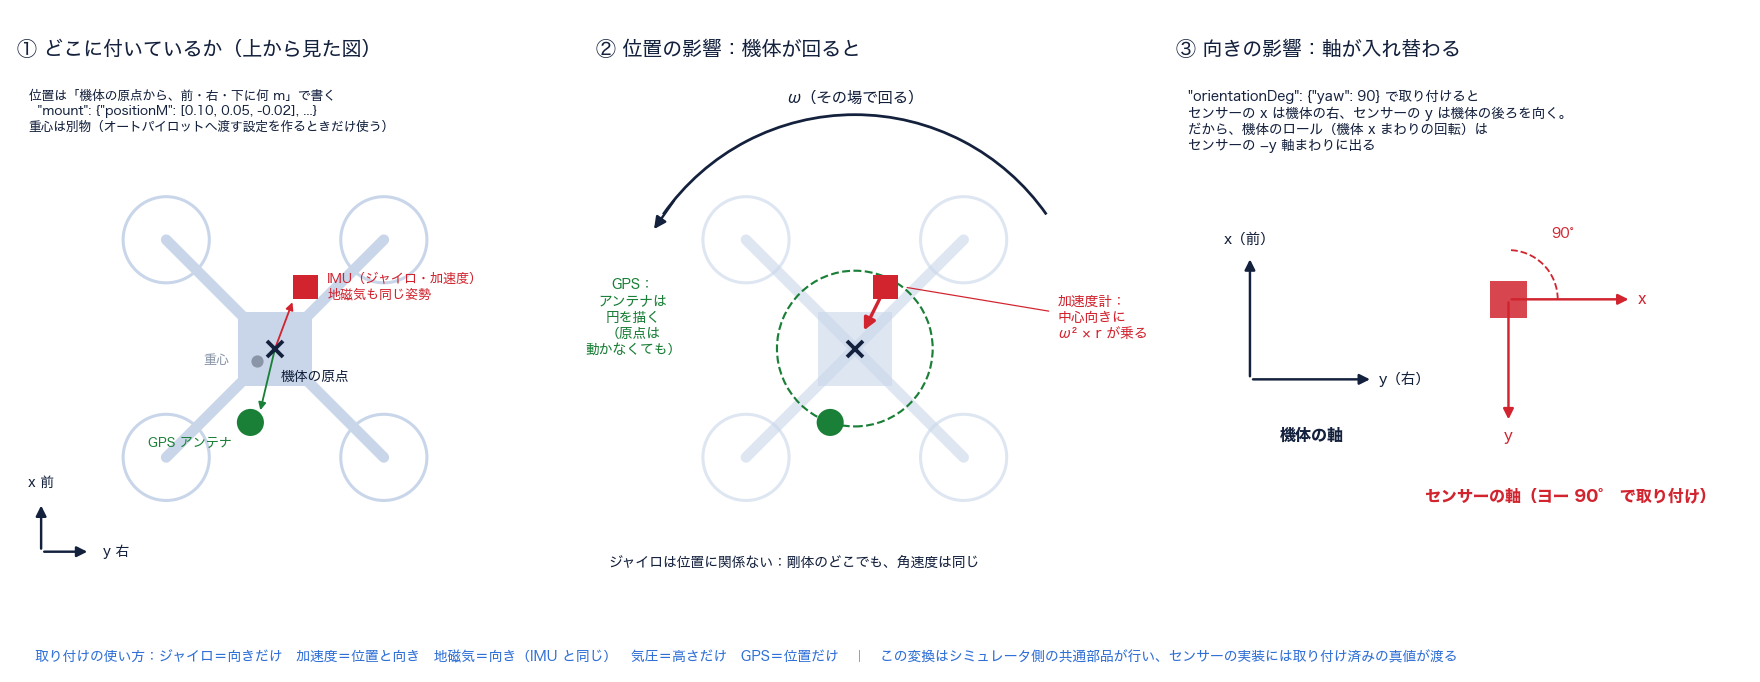 ① どこに付いているか（上から見た図）
位置は「機体の原点から、前・右・下に何 m」で書く
"mount": {"positionM": [0.10, 0.05, -0.02], ...}
重心は別物（オートパイロットへ渡す設定を作るときだけ使う）
IMU（ジャイロ・加速度）
地磁気も同じ姿勢
重心
機体の原点
GPS アンテナ
x 前
y 右
② 位置の影響：機体が回ると
ω（その場で回る）
GPS：
アンテナは
円を描く
（原点は
動かなくても）
加速度計：
中心向きに
ω² × r が乗る
ジャイロは位置に関係ない：剛体のどこでも、角速度は同じ
③ 向きの影響：軸が入れ替わる
"orientationDeg": {"yaw": 90} で取り付けると
センサーの x は機体の右、センサーの y は機体の後ろを向く。
だから、機体のロール（機体 x まわりの回転）は
センサーの −y 軸まわりに出る
x（前）
y（右）
機体の軸
90°
x
y
センサーの軸（ヨー 90° で取り付け）
取り付けの使い方：ジャイロ＝向きだけ　加速度＝位置と向き　地磁気＝向き（IMU と同じ）　気圧＝高さだけ　GPS＝位置だけ　｜　この変換はシミュレータ側の共通部品が行い、センサーの実装には取り付け済みの真値が渡る